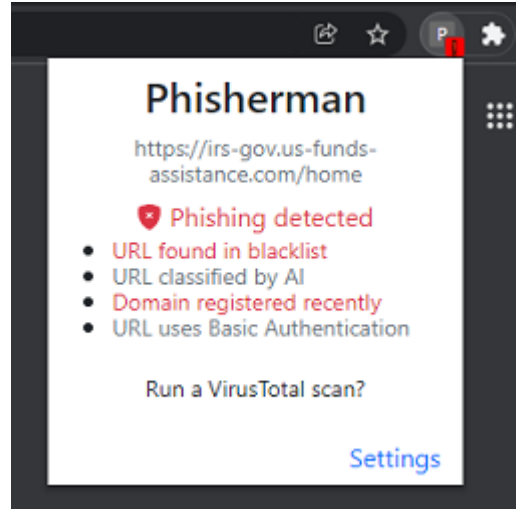 P
Phisherman
https://irs-gov.us-funds-
assistance.com/home
Phishing detected
URL found in blacklist
URL classified by AI
Domain registered recently
URL uses Basic Authentication
Run a VirusTotal scan?
Settings